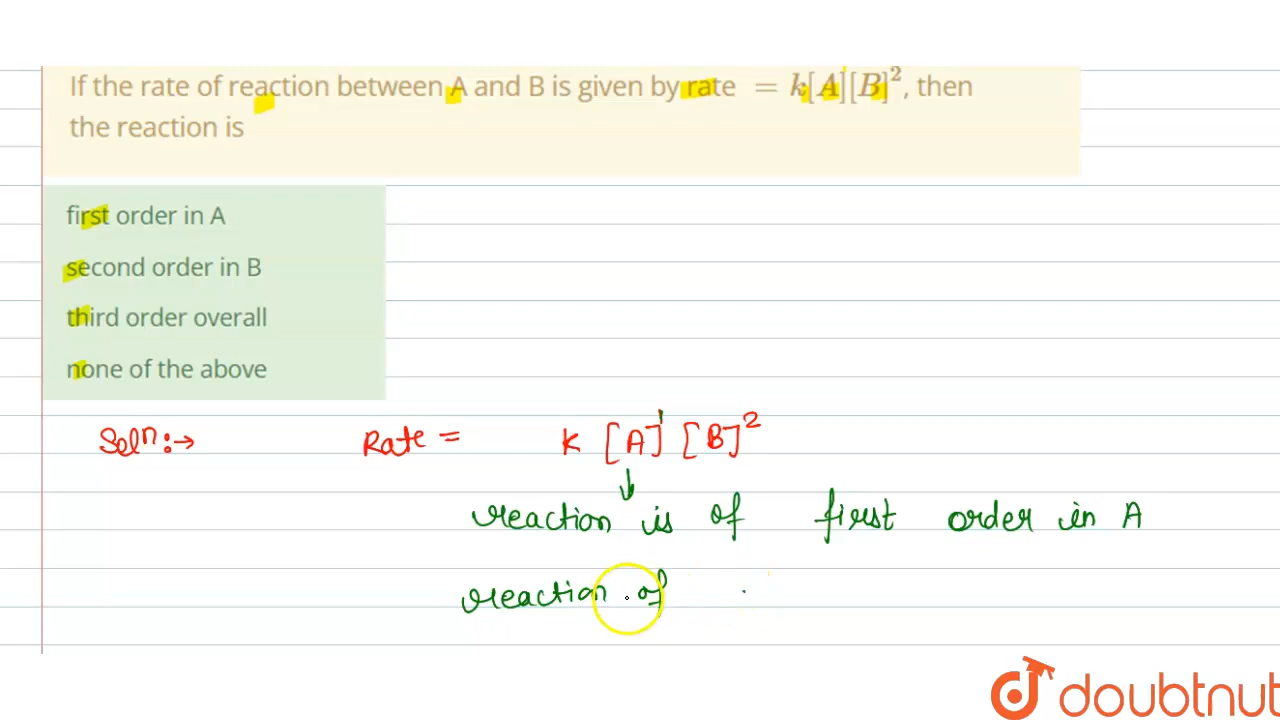 If the rate of reaction between A and B is given by rate = k[A][B]², then
the reaction is
first order in A
second order in B
third order overall
none of the above
Solⁿ:→ Rate = K [A]¹ [B]²
↓
reaction is of first order in A
reaction of
doubtnut